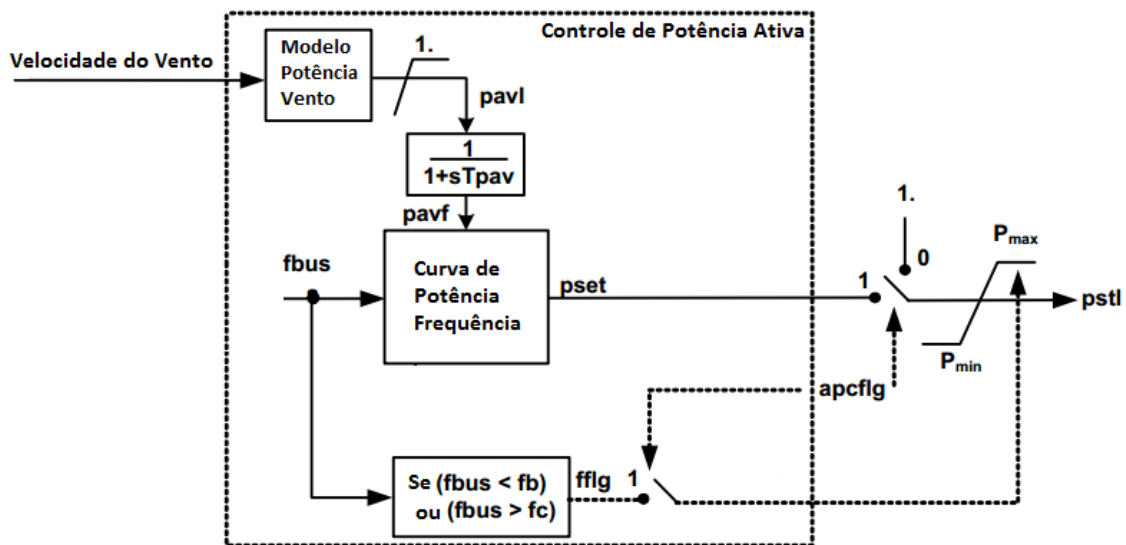 Controle de Potência Ativa
Velocidade do Vento
Modelo
Potência
Vento
1.
pavl
1
1+sTpav
pavf
fbus
Curva de
Potência
Frequência
pset
1.
0
1
Pmax
Pmin
pstl
apcflg
Se (fbus < fb)
ou (fbus > fc)
fflg
1